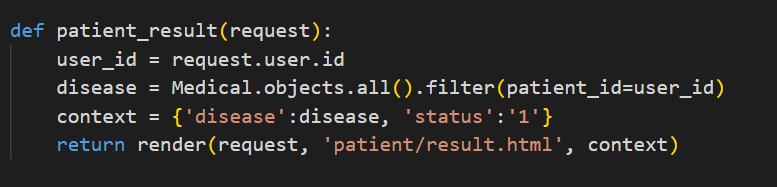 def patient_result(request):
    user_id = request.user.id
    disease = Medical.objects.all().filter(patient_id=user_id)
    context = {'disease':disease, 'status':'1'}
    return render(request, 'patient/result.html', context)